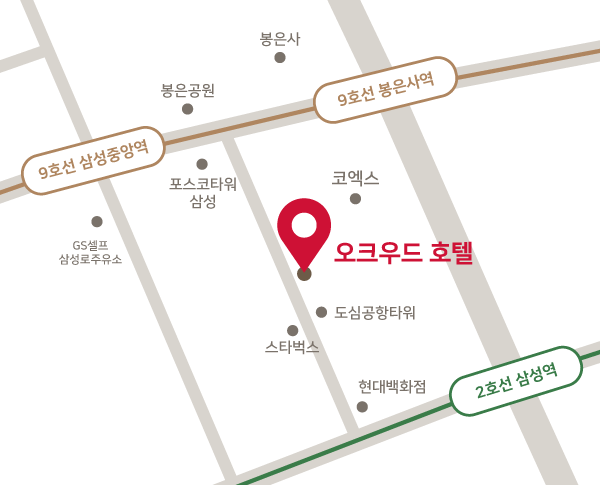 봉은사
9호선 봉은사역
봉은공원
9호선 삼성중앙역
포스코타워
삼성
코엑스
GS셀프
삼성로주유소
오크우드 호텔
도심공항타워
스타벅스
현대백화점
2호선 삼성역